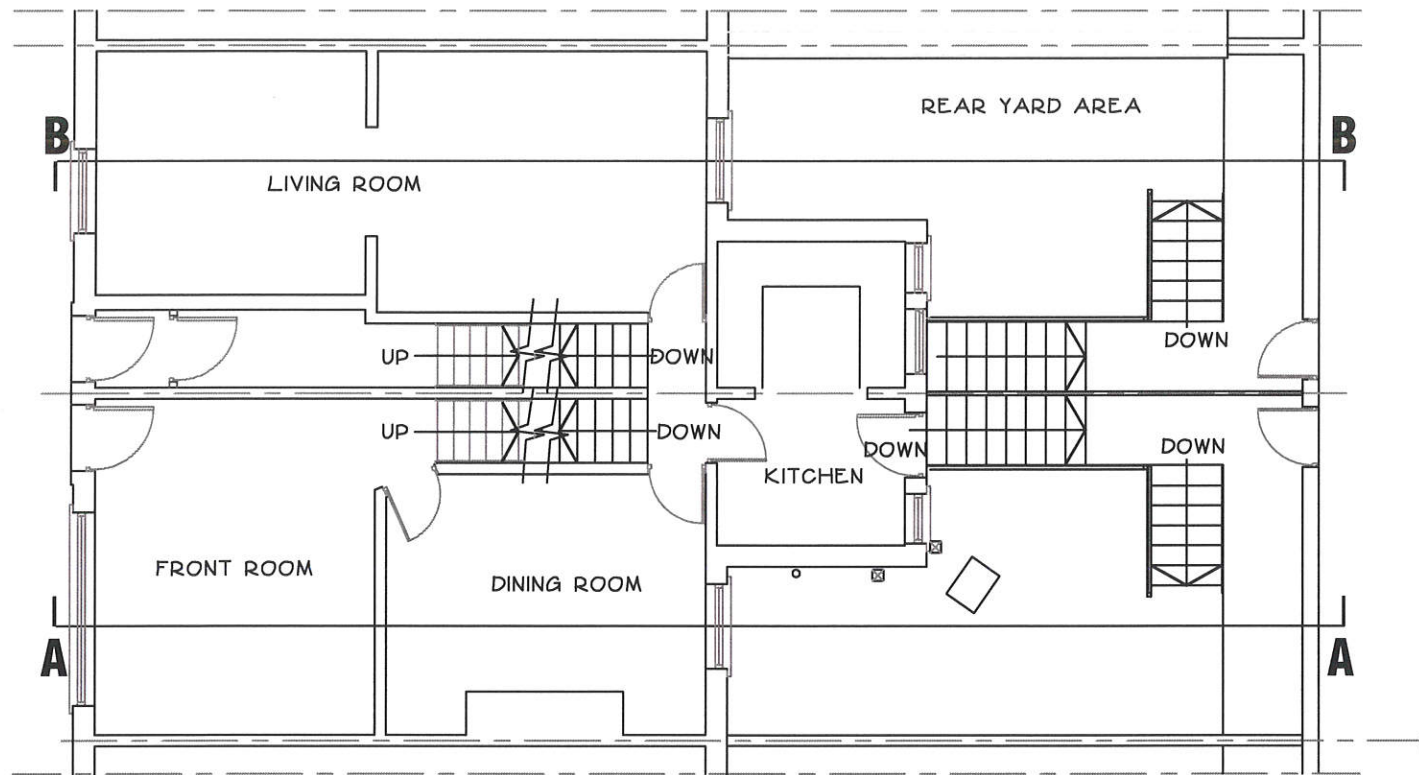 REAR YARD AREA
B
B
LIVING ROOM
DOWN
UP
DOWN
UP
DOWN
DOWN
DOWN
KITCHEN
FRONT ROOM
DINING ROOM
A
A